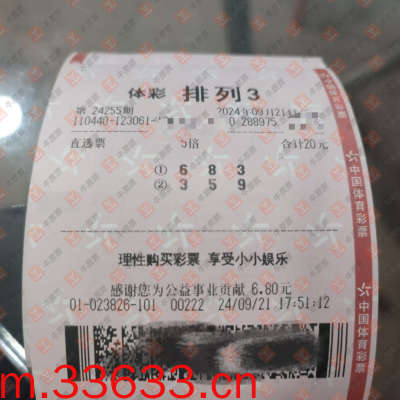 体彩 排列3
第 24255期 2024年09月21日
110440-123061- 0-288975
直选票 5倍 合计20元
① 6 8 3
② 3 5 9
理性购买彩票 享受小小娱乐
感谢您为公益事业贡献 6.80元
01-023826-101 00222 24/09/21 17:51:12
中国体育彩票
中国体育彩票
m.33633.cn